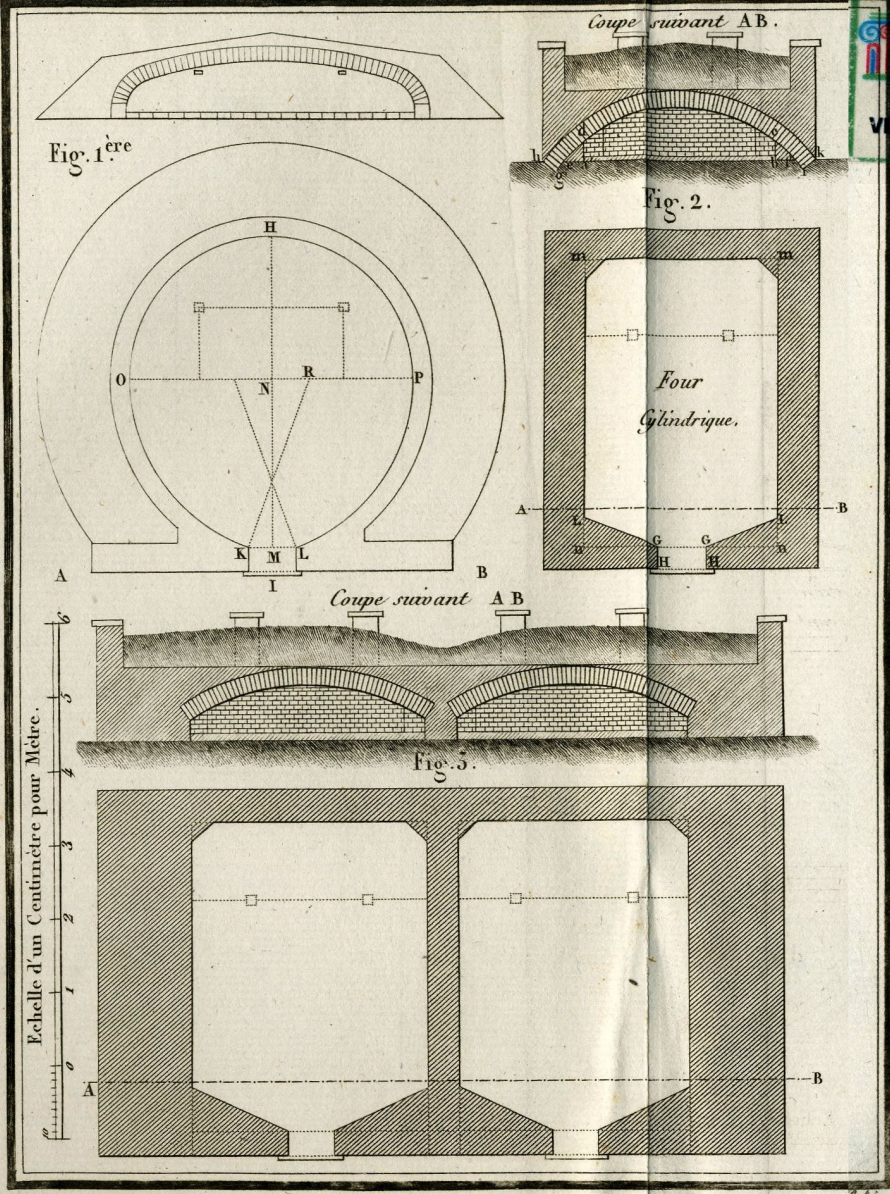 Coupe suivant AB.
Fig. 1.ère
d
h
k
g
Fig. 2.
H
O
N
R
P
K
M
L
A
I
B
m
m
Four
Cylindrique.
A
B
L
L
G
G
n
n
H
H
Coupe suivant AB
Fig. 3.
Echelle d'un Centimètre pour Mètre.
6
5
4
3
2
1
0
A
B